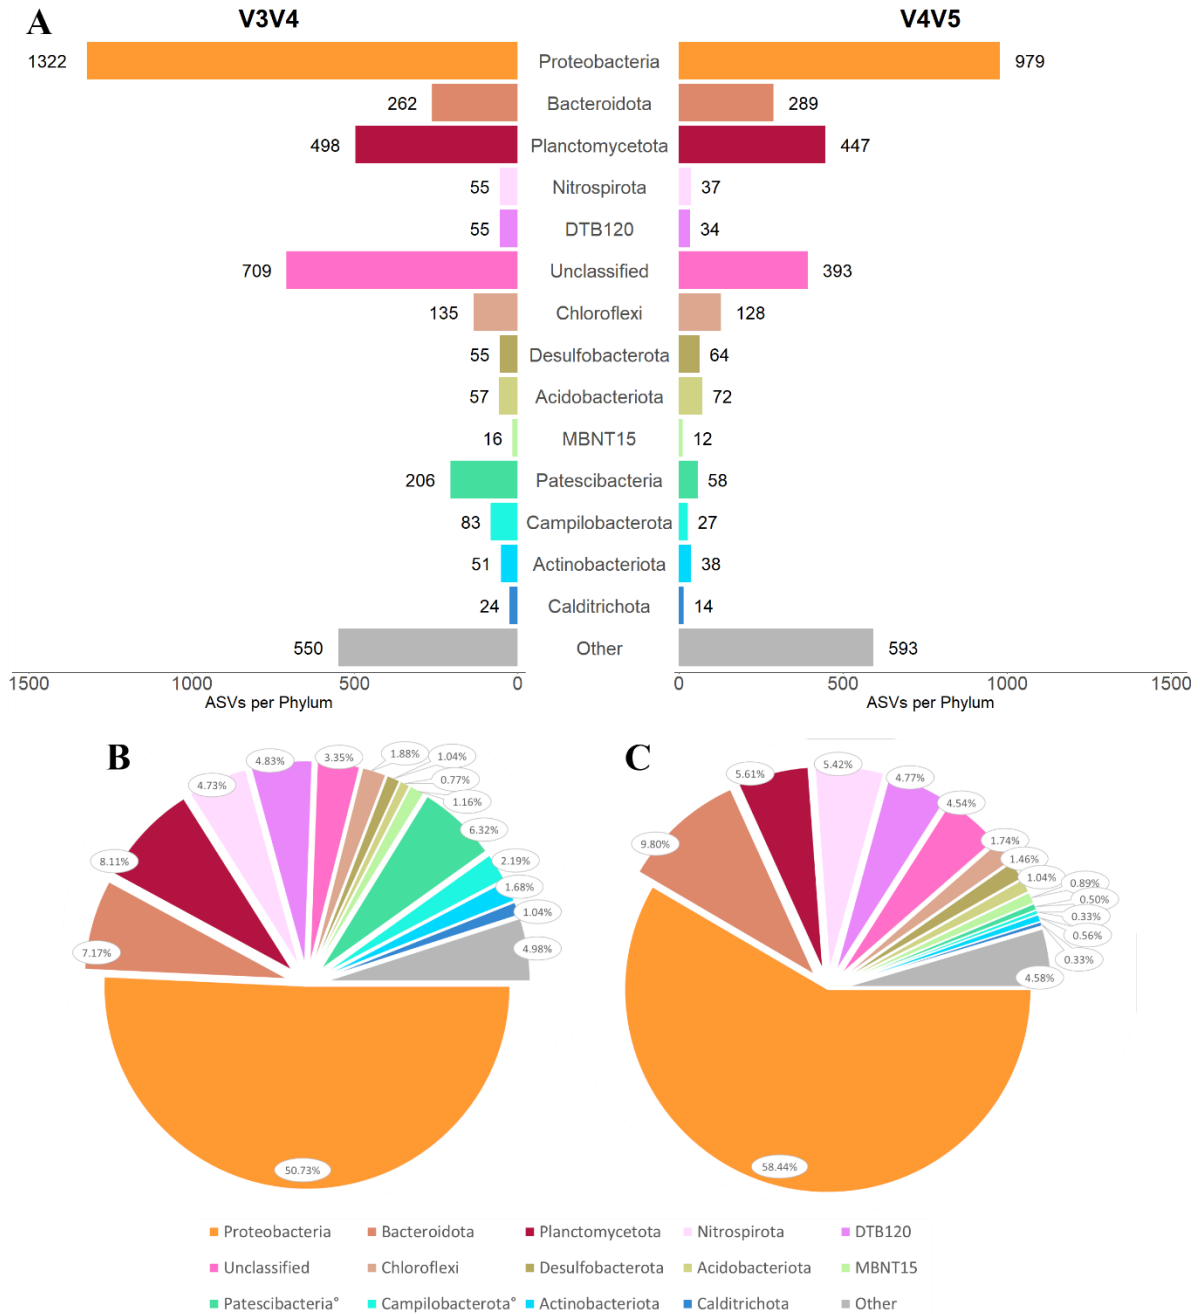 A
V3V4
V4V5
1322 Proteobacteria 979
262 Bacteroidota 289
498 Planctomycetota 447
55 Nitrospirota 37
55 DTB120 34
709 Unclassified 393
135 Chloroflexi 128
55 Desulfobacterota 64
57 Acidobacteriota 72
16 MBNT15 12
206 Patescibacteria 58
83 Campilobacterota 27
51 Actinobacteriota 38
24 Calditrichota 14
550 Other 593
1500 1000 500 0 0 500 1000 1500
ASVs per Phylum ASVs per Phylum
B
7.17%
8.11%
4.73%
4.83%
3.35%
1.88%
1.04%
0.77%
1.16%
6.32%
2.19%
1.68%
1.04%
4.98%
50.73%
C
9.80%
5.61%
5.42%
4.77%
4.54%
1.74%
1.46%
1.04%
0.89%
0.50%
0.33%
0.56%
0.33%
4.58%
58.44%
Proteobacteria Bacteroidota Planctomycetota Nitrospirota DTB120
Unclassified Chloroflexi Desulfobacterota Acidobacteriota MBNT15
Patescibacteria° Campilobacterota° Actinobacteriota Calditrichota Other